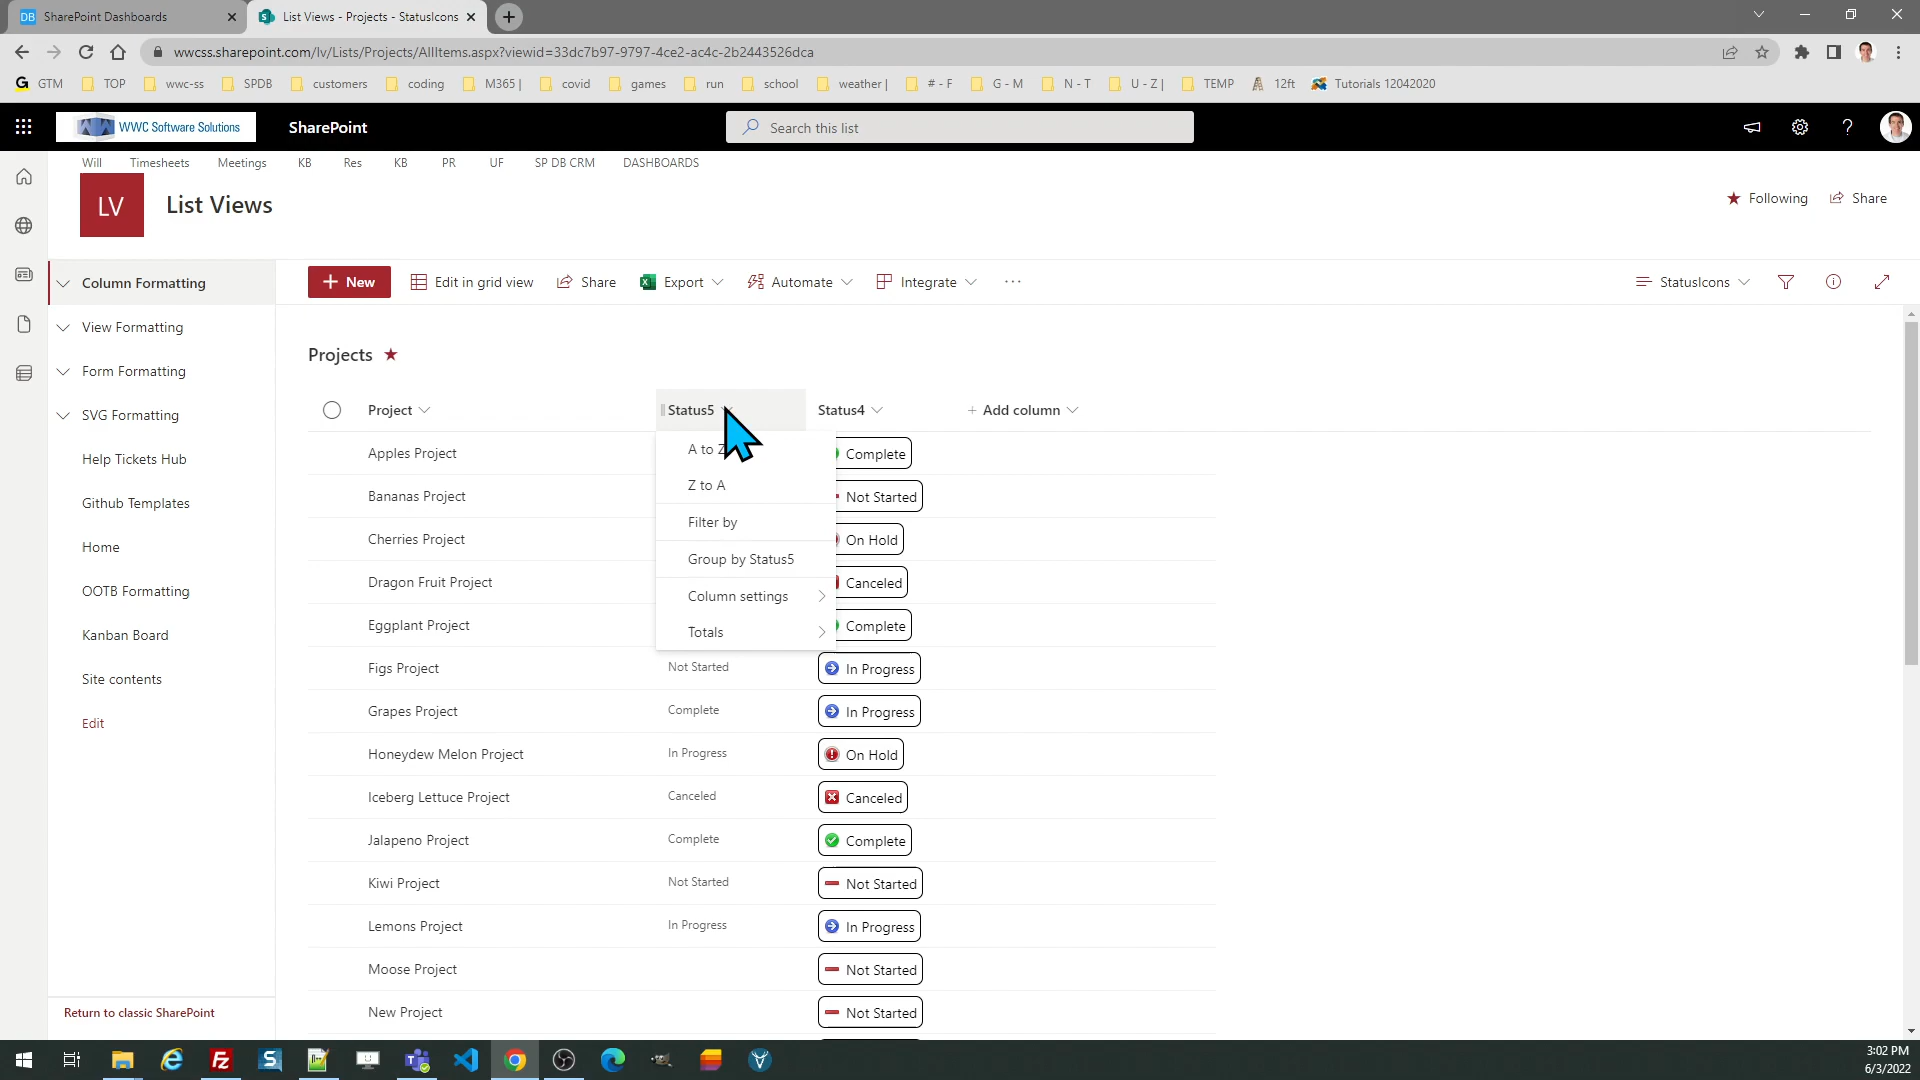 DB SharePoint Dashboards
S List Views - Projects - StatusIcons
wwcss.sharepoint.com/lv/Lists/Projects/AllItems.aspx?viewid=33dc7b97-9797-4ce2-ac4c-2b2443526dca
G GTM TOP wwc-ss SPDB customers coding M365 | covid games run school weather | # - F G - M N - T U - Z | TEMP 12ft Tutorials 12042020
WWC Software Solutions SharePoint Search this list ?
Will Timesheets Meetings KB Res KB PR UF SP DB CRM DASHBOARDS
LV List Views Following Share
Column Formatting
View Formatting
Form Formatting
SVG Formatting
Help Tickets Hub
Github Templates
Home
OOTB Formatting
Kanban Board
Site contents
Edit
Return to classic SharePoint
+ New Edit in grid view Share Export Automate Integrate ··· StatusIcons
Projects
Project Status5 Status4 + Add column
A to Z
Z to A
Filter by
Group by Status5
Column settings
Totals
Apples Project Complete
Bananas Project Not Started
Cherries Project On Hold
Dragon Fruit Project Canceled
Eggplant Project Complete
Figs Project Not Started In Progress
Grapes Project Complete In Progress
Honeydew Melon Project In Progress On Hold
Iceberg Lettuce Project Canceled Canceled
Jalapeno Project Complete Complete
Kiwi Project Not Started Not Started
Lemons Project In Progress In Progress
Moose Project Not Started
New Project Not Started
3:02 PM
6/3/2022